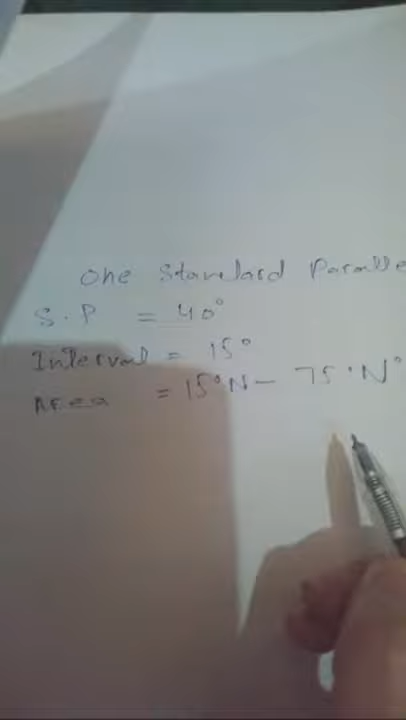 One Standard Paralle
S.P = 40°
Interval = 15°
Area = 15°N - 75°N°